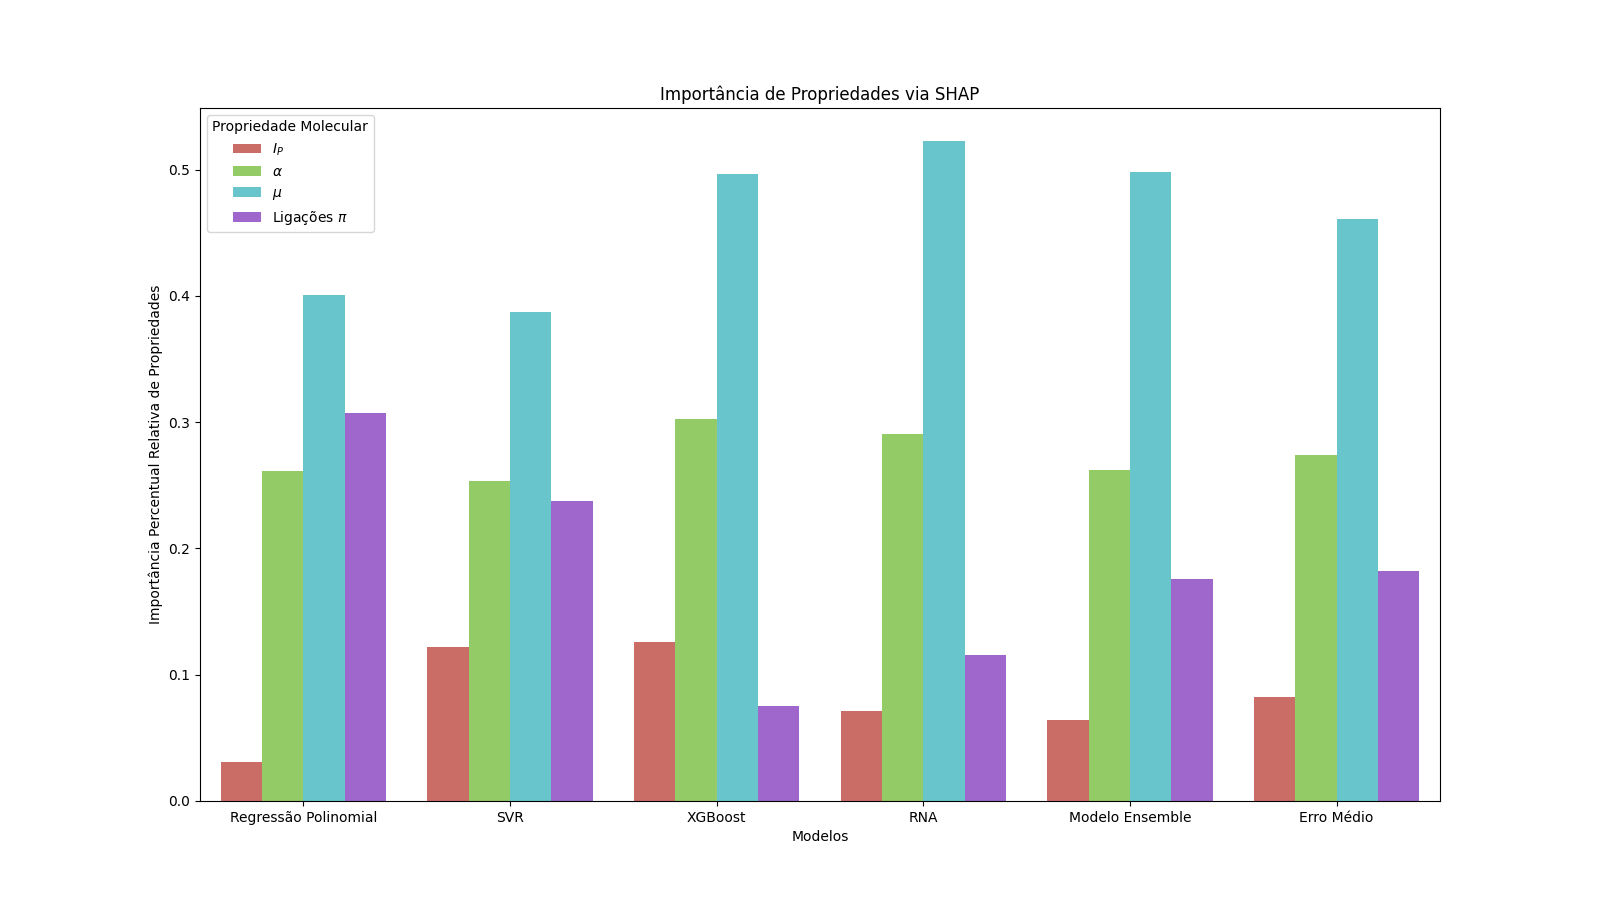 Importância de Propriedades via SHAP
Propriedade Molecular
I_P
α
μ
Ligações π
Importância Percentual Relativa de Propriedades
0.5
0.4
0.3
0.2
0.1
0.0
Regressão Polinomial SVR XGBoost RNA Modelo Ensemble Erro Médio
Modelos